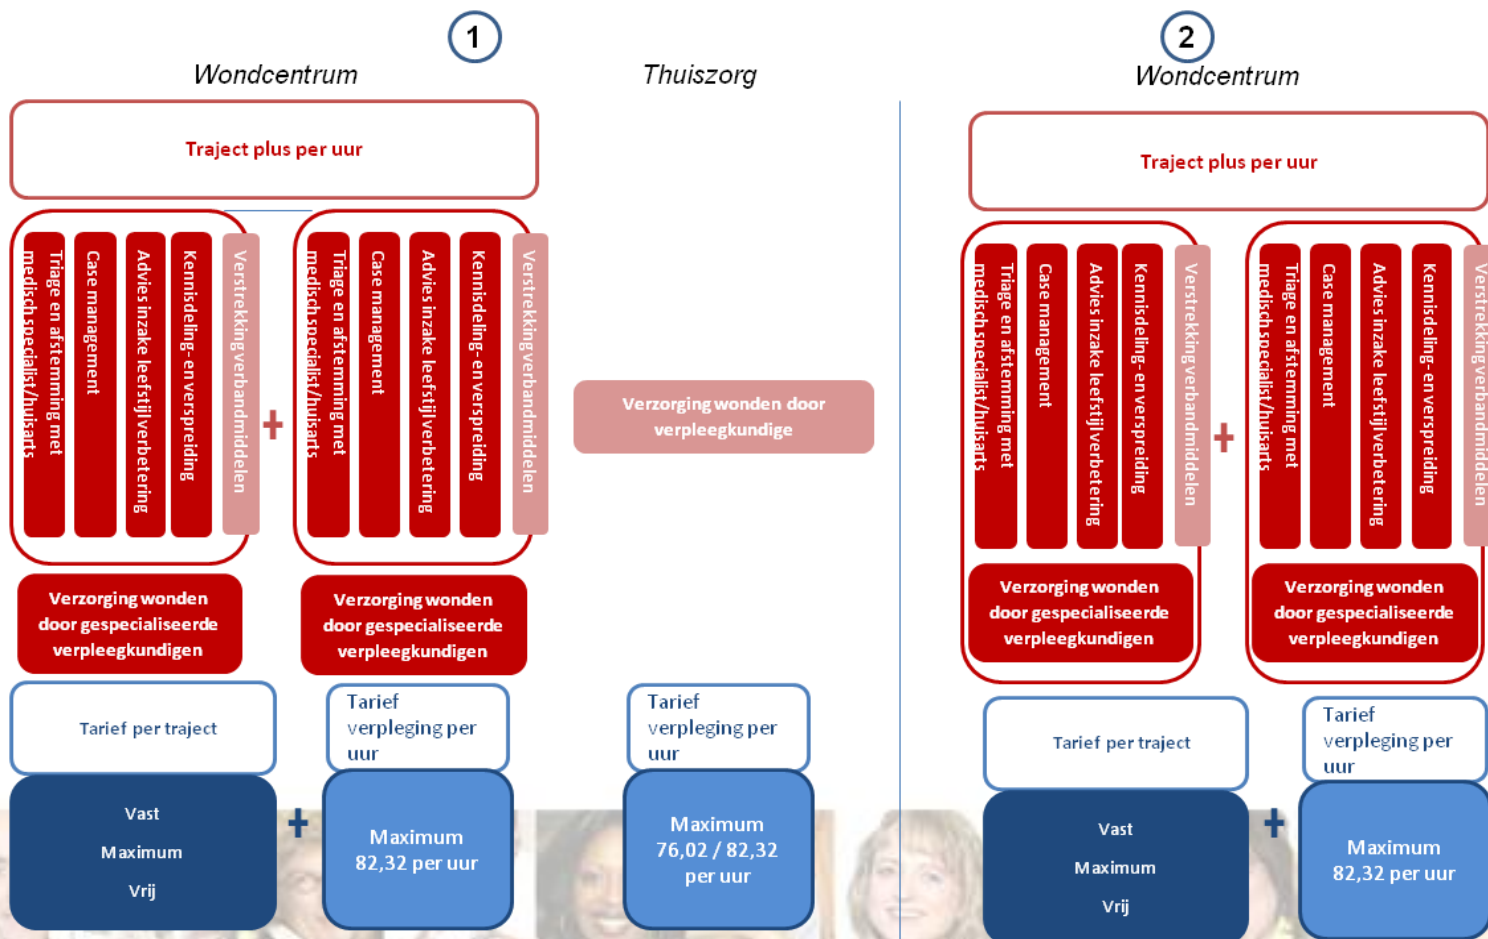 1
2
Wondcentrum
Thuiszorg
Wondcentrum
Traject plus per uur
Triage en afstemming met
medisch specialist/huisarts
Case management
Advies inzake leefstijlverbetering
Kennisdeling- en verspreiding
Verstrekking verbandmiddelen
+
Triage en afstemming met
medisch specialist/huisarts
Case management
Advies inzake leefstijlverbetering
Kennisdeling- en verspreiding
Verstrekking verbandmiddelen
Verzorging wonden door
verpleegkundige
Verzorging wonden
door gespecialiseerde
verpleegkundigen
Verzorging wonden
door gespecialiseerde
verpleegkundigen
Tarief per traject
Tarief
verpleging per
uur
Tarief
verpleging per
uur
Vast
Maximum
Vrij
+
Maximum
82,32 per uur
Maximum
76,02 / 82,32
per uur
Traject plus per uur
Triage en afstemming met
medisch specialist/huisarts
Case management
Advies inzake leefstijlverbetering
Kennisdeling- en verspreiding
Verstrekking verbandmiddelen
+
Triage en afstemming met
medisch specialist/huisarts
Case management
Advies inzake leefstijlverbetering
Kennisdeling- en verspreiding
Verstrekking verbandmiddelen
Verzorging wonden
door gespecialiseerde
verpleegkundigen
Verzorging wonden
door gespecialiseerde
verpleegkundigen
Tarief per traject
Tarief
verpleging per
uur
Vast
Maximum
Vrij
+
Maximum
82,32 per uur